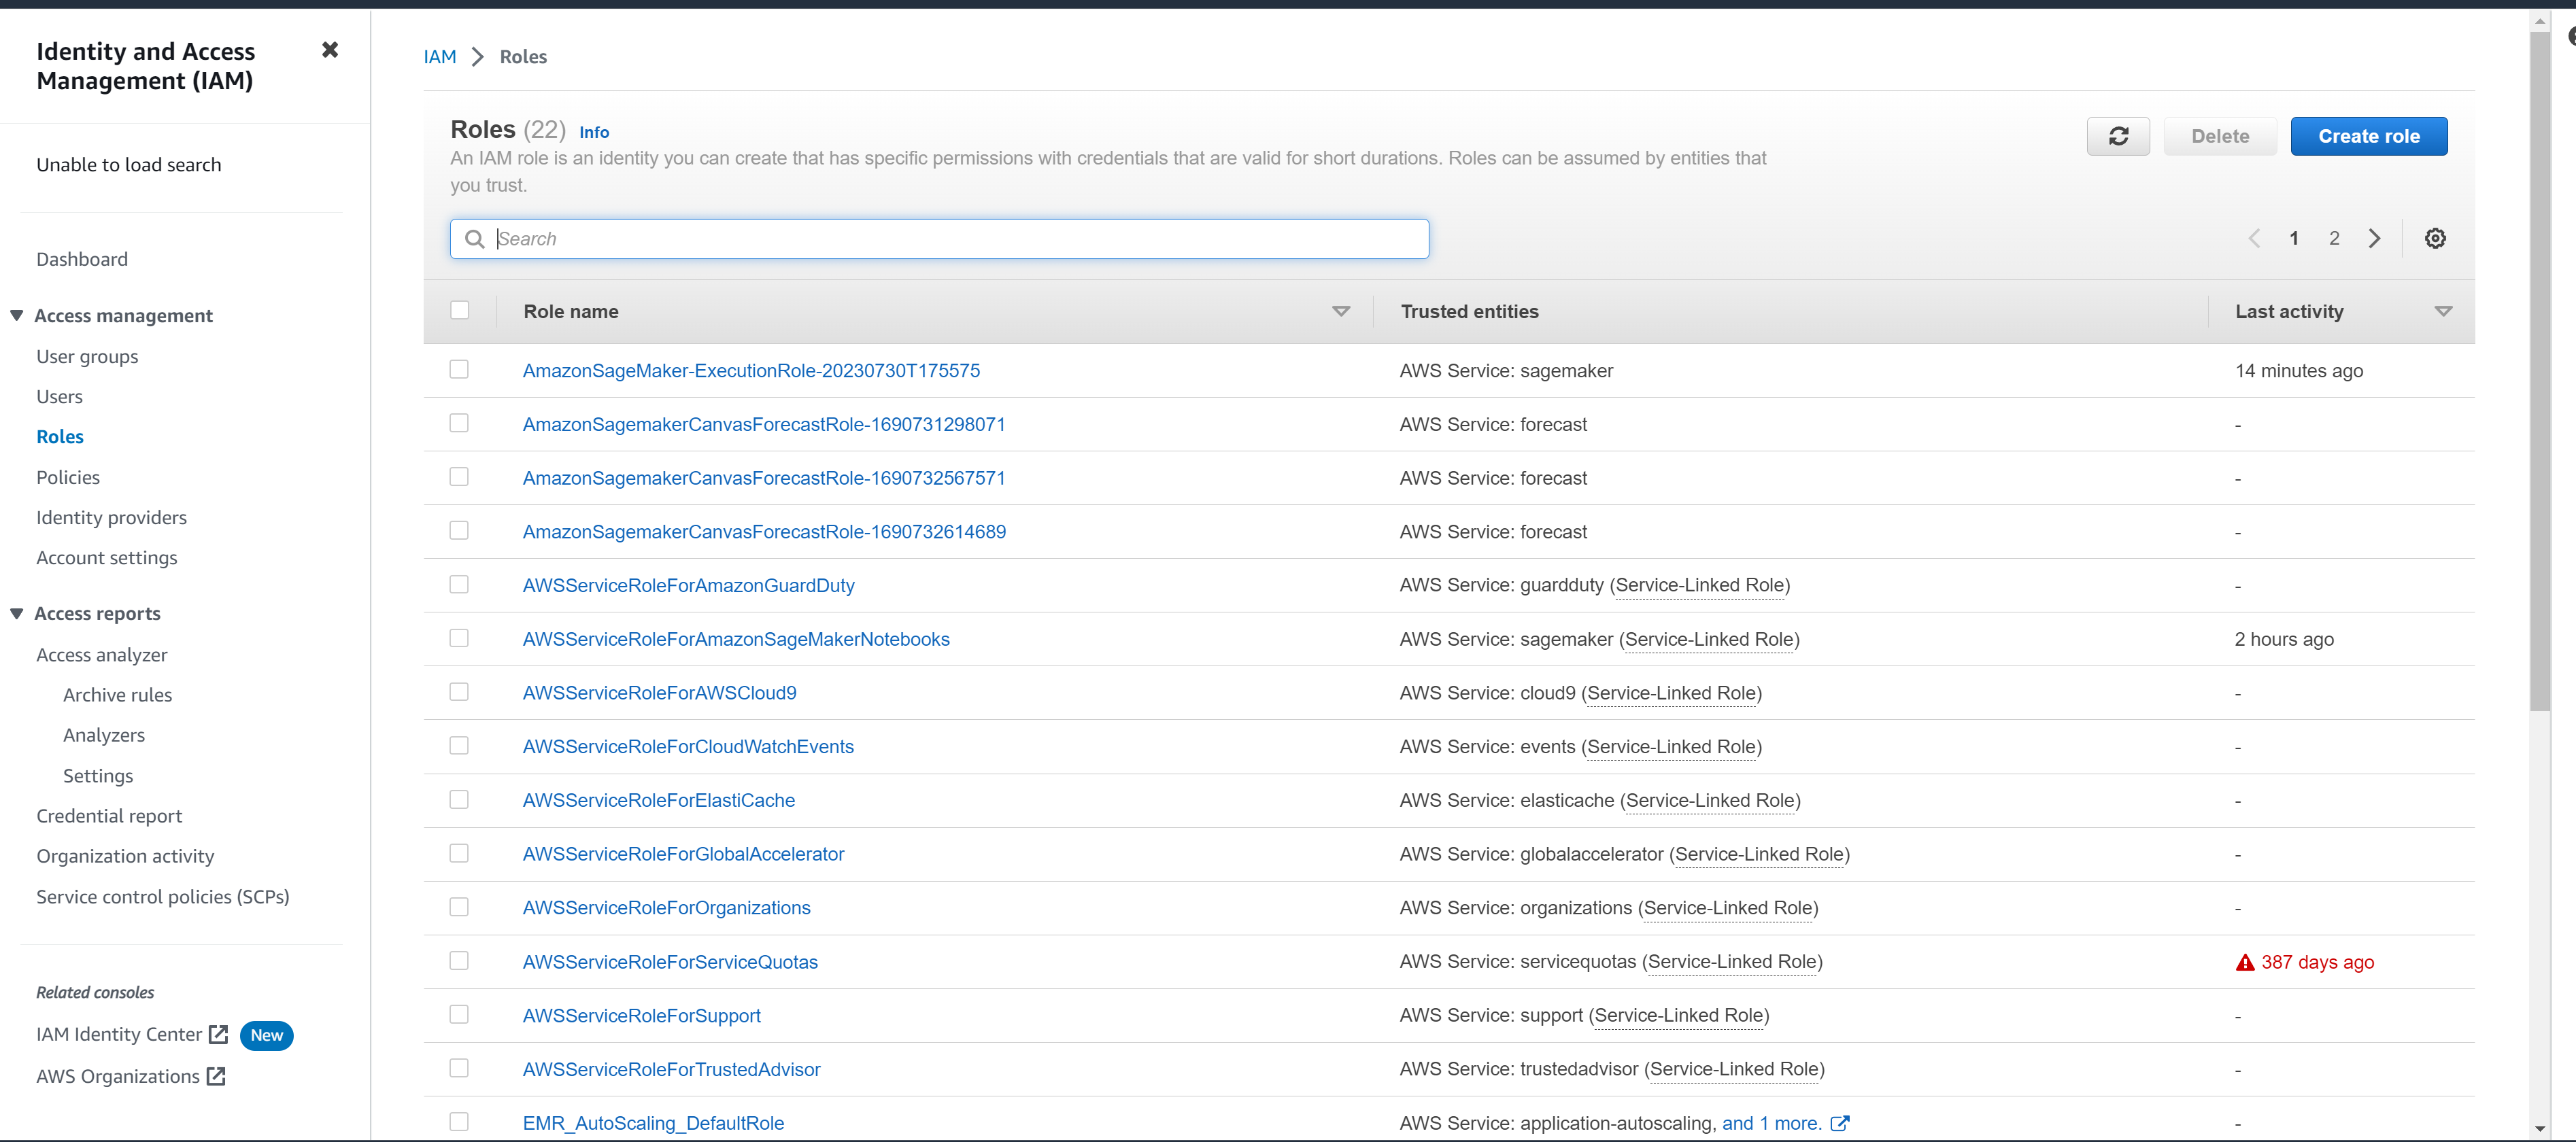 Identity and Access
Management (IAM)
Unable to load search
Dashboard
Access management
User groups
Users
Roles
Policies
Identity providers
Account settings
Access reports
Access analyzer
Archive rules
Analyzers
Settings
Credential report
Organization activity
Service control policies (SCPs)
Related consoles
IAM Identity Center New
AWS Organizations
IAM > Roles
Roles (22) Info
An IAM role is an identity you can create that has specific permissions with credentials that are valid for short durations. Roles can be assumed by entities that
you trust.
Delete
Create role
Search
1 2
Role name Trusted entities Last activity
AmazonSageMaker-ExecutionRole-20230730T175575 AWS Service: sagemaker 14 minutes ago
AmazonSagemakerCanvasForecastRole-1690731298071 AWS Service: forecast -
AmazonSagemakerCanvasForecastRole-1690732567571 AWS Service: forecast -
AmazonSagemakerCanvasForecastRole-1690732614689 AWS Service: forecast -
AWSServiceRoleForAmazonGuardDuty AWS Service: guardduty (Service-Linked Role) -
AWSServiceRoleForAmazonSageMakerNotebooks AWS Service: sagemaker (Service-Linked Role) 2 hours ago
AWSServiceRoleForAWSCloud9 AWS Service: cloud9 (Service-Linked Role) -
AWSServiceRoleForCloudWatchEvents AWS Service: events (Service-Linked Role) -
AWSServiceRoleForElastiCache AWS Service: elasticache (Service-Linked Role) -
AWSServiceRoleForGlobalAccelerator AWS Service: globalaccelerator (Service-Linked Role) -
AWSServiceRoleForOrganizations AWS Service: organizations (Service-Linked Role) -
AWSServiceRoleForServiceQuotas AWS Service: servicequotas (Service-Linked Role) 387 days ago
AWSServiceRoleForSupport AWS Service: support (Service-Linked Role) -
AWSServiceRoleForTrustedAdvisor AWS Service: trustedadvisor (Service-Linked Role) -
EMR_AutoScaling_DefaultRole AWS Service: application-autoscaling, and 1 more. -